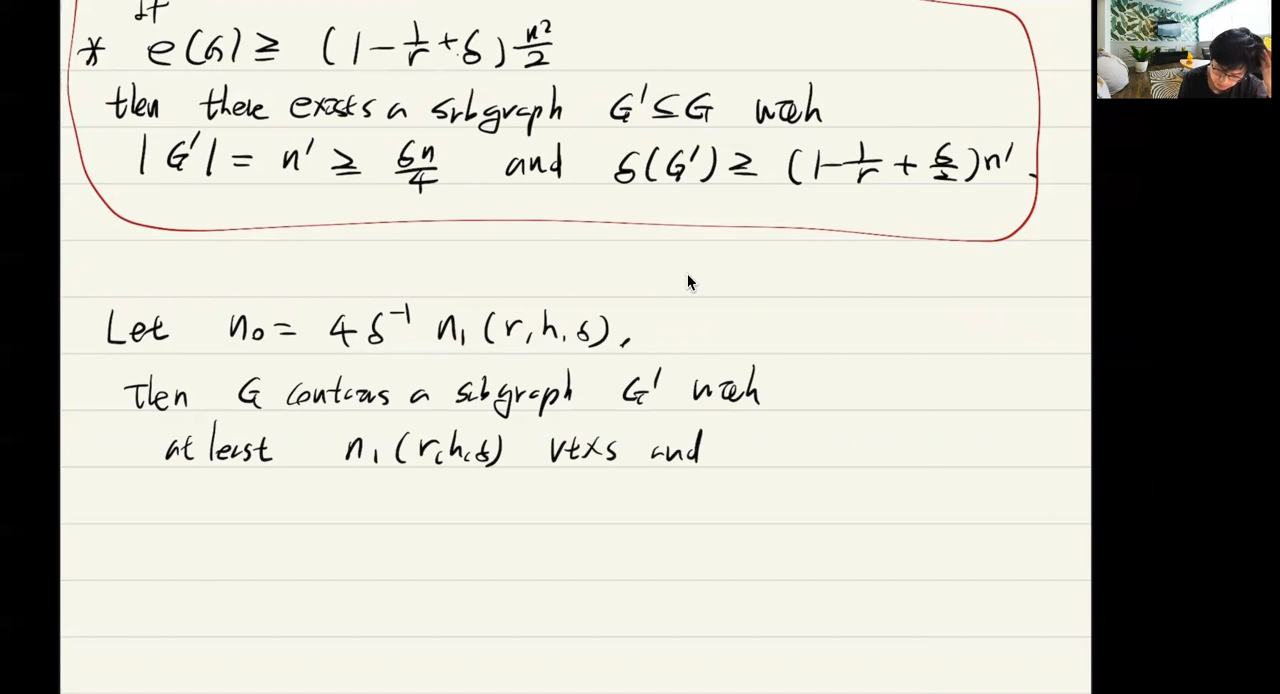 If
* e(G) ≥ (1 - 1/r + δ) n²/2
then there exists a subgraph G' ⊆ G with
|G'| = n' ≥ δn/4 and δ(G') ≥ (1 - 1/r + δ/2)n'.
Let n₀ = 4δ⁻¹ n₁(r,h,δ),
Then G contains a subgraph G' with
at least n₁(r,h,δ) vtxs and